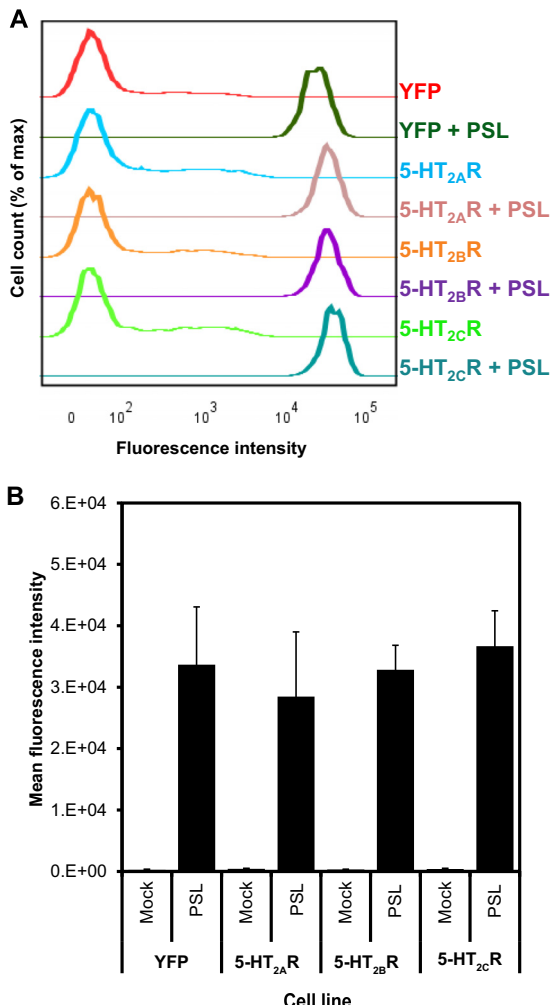 A
Cell count (% of max)
YFP
YFP + PSL
5-HT2AR
5-HT2AR + PSL
5-HT2BR
5-HT2BR + PSL
5-HT2CR
5-HT2CR + PSL
0 10^2 10^3 10^4 10^5
Fluorescence intensity
B
Mean fluorescence intensity
6.E+04
5.E+04
4.E+04
3.E+04
2.E+04
1.E+04
0.E+00
Mock PSL Mock PSL Mock PSL Mock PSL
YFP 5-HT2AR 5-HT2BR 5-HT2CR
Cell line